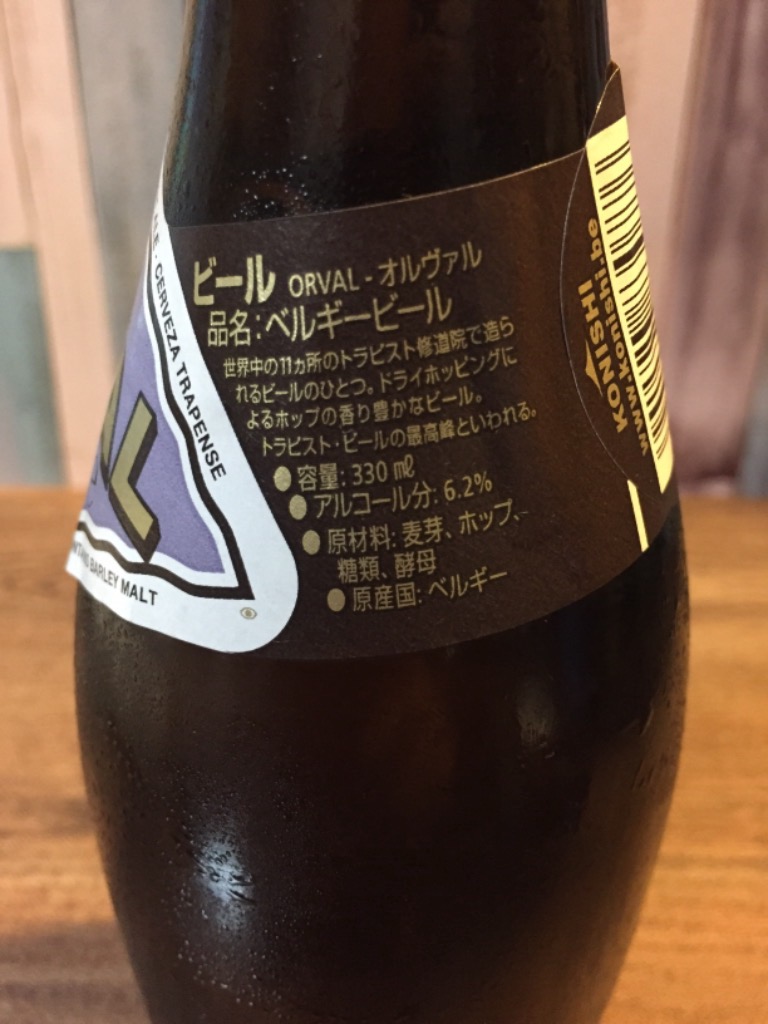 ビール ORVAL - オルヴァル
品名:ベルギービール
世界中の11ヵ所のトラピスト修道院で造ら
れるビールのひとつ。ドライホッピングに
よるホップの香り豊かなビール。
トラピスト・ビールの最高峰といわれる。
●容量: 330 ㎖
●アルコール分: 6.2%
●原材料: 麦芽、ホップ、
糖類、酵母
●原産国: ベルギー
CERVEZA TRAPENSE
AL
BARLEY MALT
KONISHI
www.konishi.be